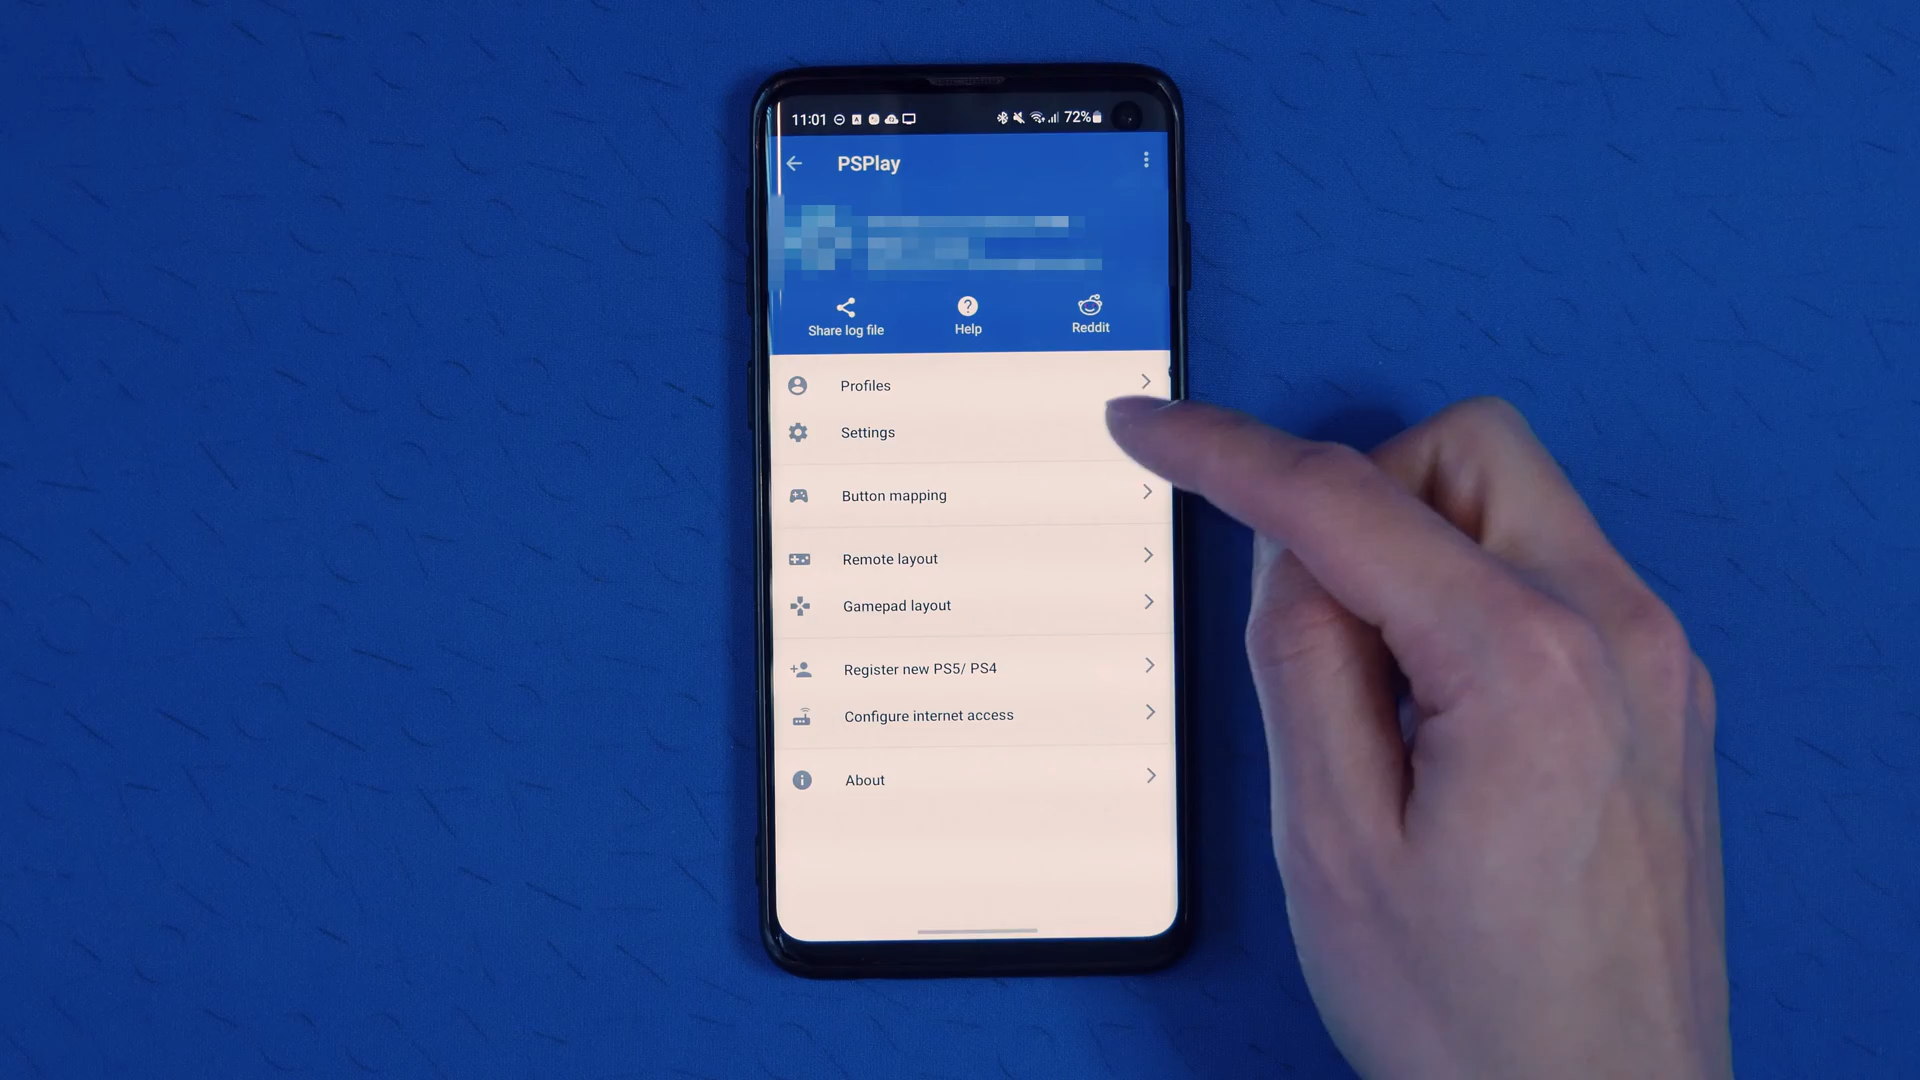 11:01 72%
PSPlay
Share log file Help Reddit
Profiles
Settings
Button mapping
Remote layout
Gamepad layout
Register new PS5/ PS4
Configure internet access
About